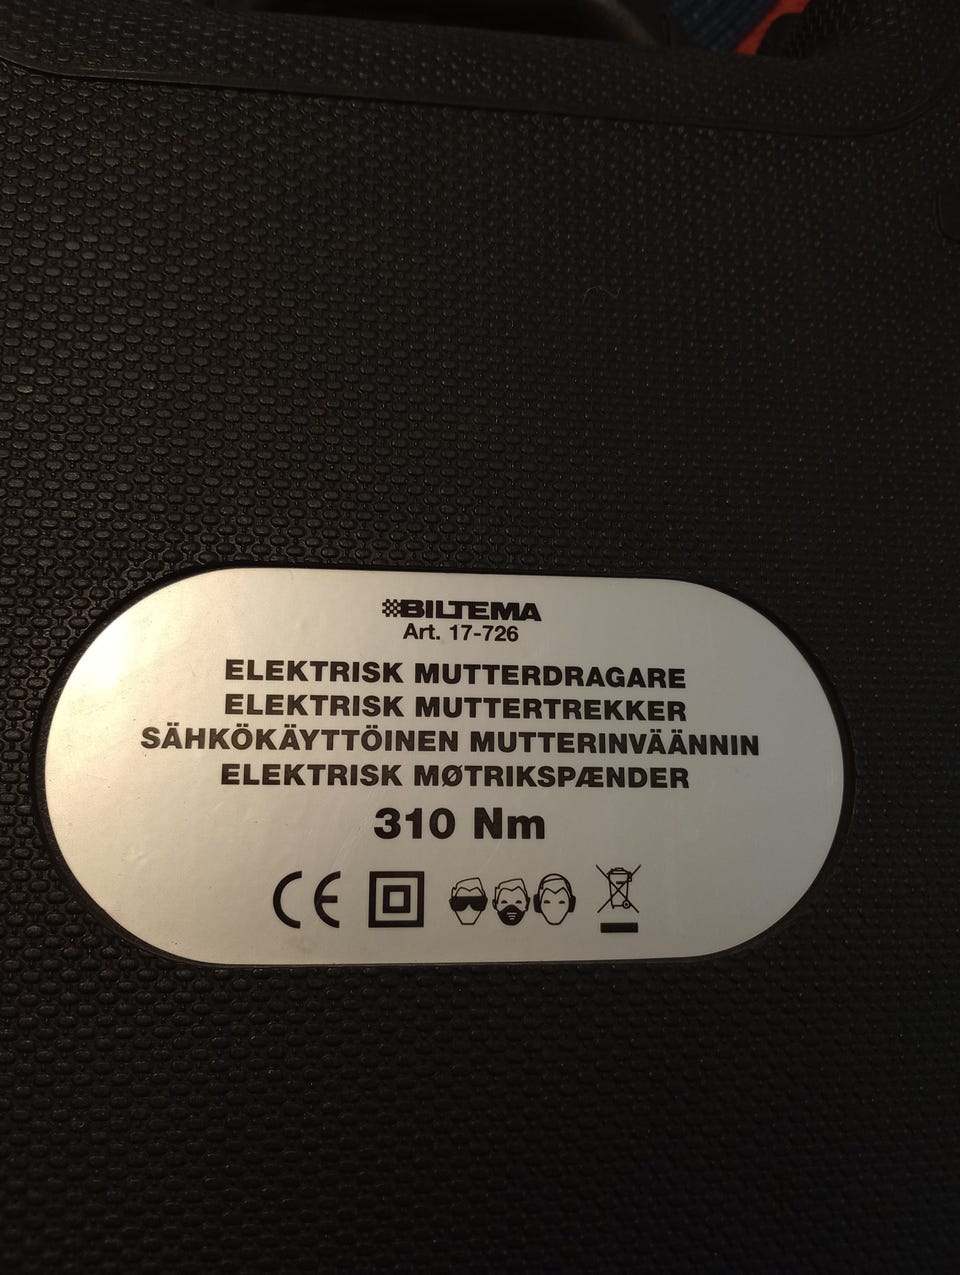 BILTEMA
Art. 17-726
ELEKTRISK MUTTERDRAGARE
ELEKTRISK MUTTERTREKKER
SÄHKÖKÄYTTÖINEN MUTTERINVÄÄNNIN
ELEKTRISK MØTRIKSPÆNDER
310 Nm
CE